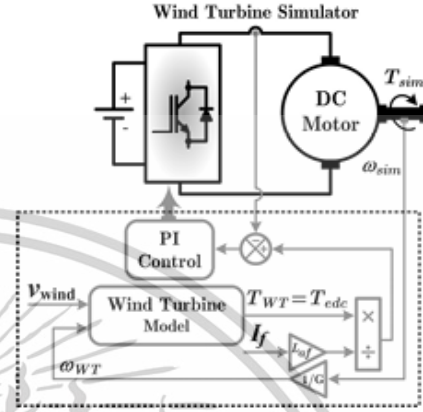 Wind Turbine Simulator
+
-
DC
Motor
T_sim
ω_sim
PI
Control
−
+
v_wind
Wind Turbine
Model
T_WT = T_edc
ω_WT
I_f
L_af
×
÷
1/G